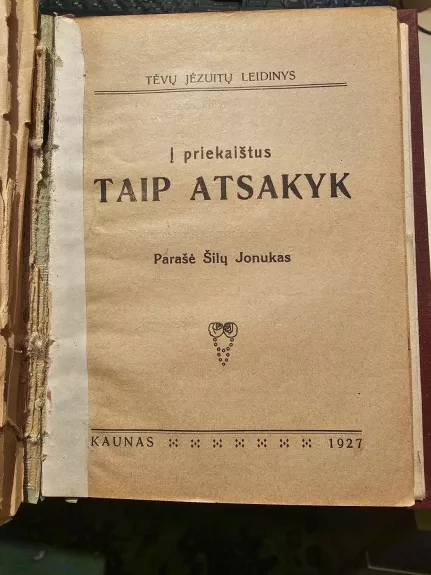 TĖVŲ JĖZUITŲ LEIDINYS
Į priekaištus
TAIP ATSAKYK
Parašė Šilų Jonukas
KAUNAS 1927